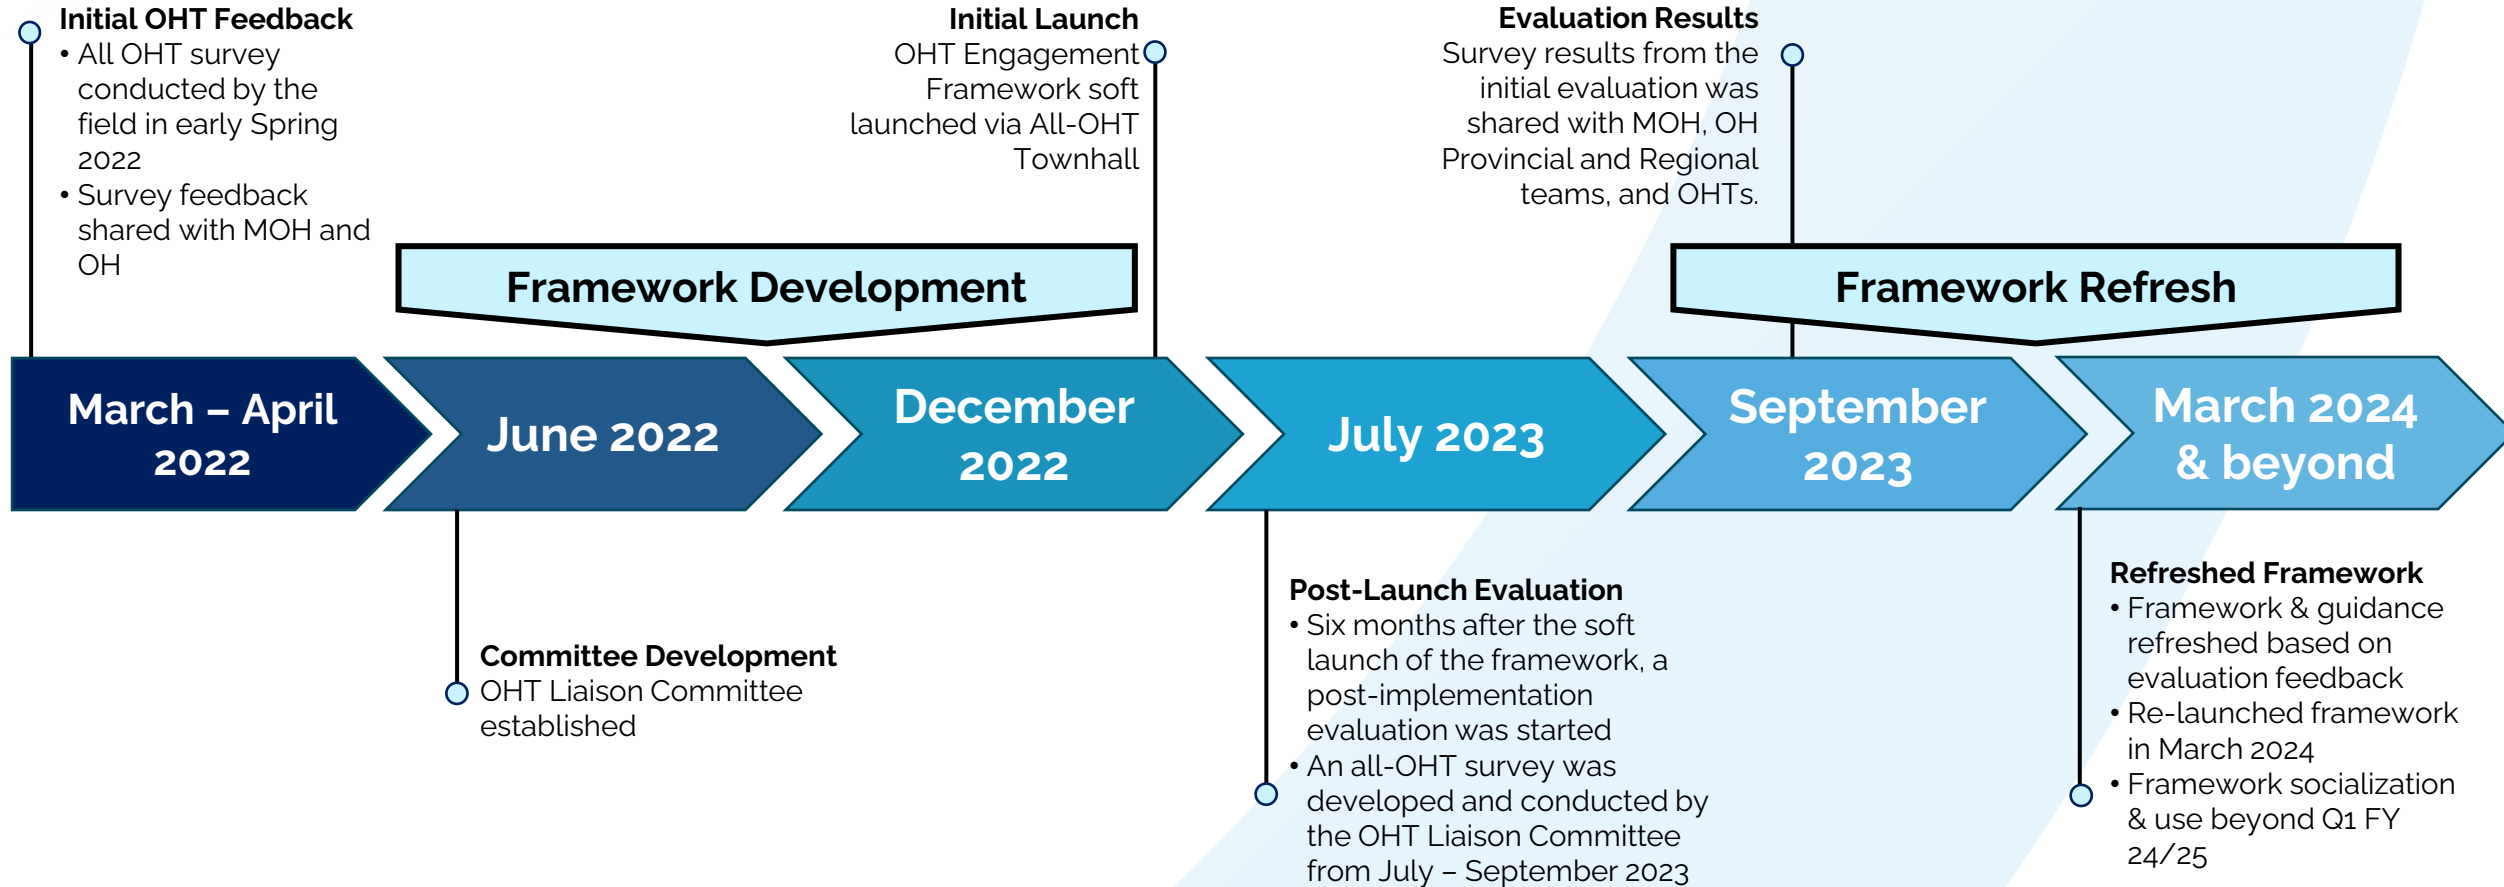 Initial OHT Feedback
• All OHT survey
conducted by the
field in early Spring
2022
• Survey feedback
shared with MOH and
OH
Initial Launch
OHT Engagement
Framework soft
launched via All-OHT
Townhall
Evaluation Results
Survey results from the
initial evaluation was
shared with MOH, OH
Provincial and Regional
teams, and OHTs.
Framework Development
Framework Refresh
March – April
2022
June 2022
December
2022
July 2023
September
2023
March 2024
& beyond
Committee Development
OHT Liaison Committee
established
Post-Launch Evaluation
• Six months after the soft
launch of the framework, a
post-implementation
evaluation was started
• An all-OHT survey was
developed and conducted by
the OHT Liaison Committee
from July – September 2023
Refreshed Framework
• Framework & guidance
refreshed based on
evaluation feedback
• Re-launched framework
in March 2024
• Framework socialization
& use beyond Q1 FY
24/25